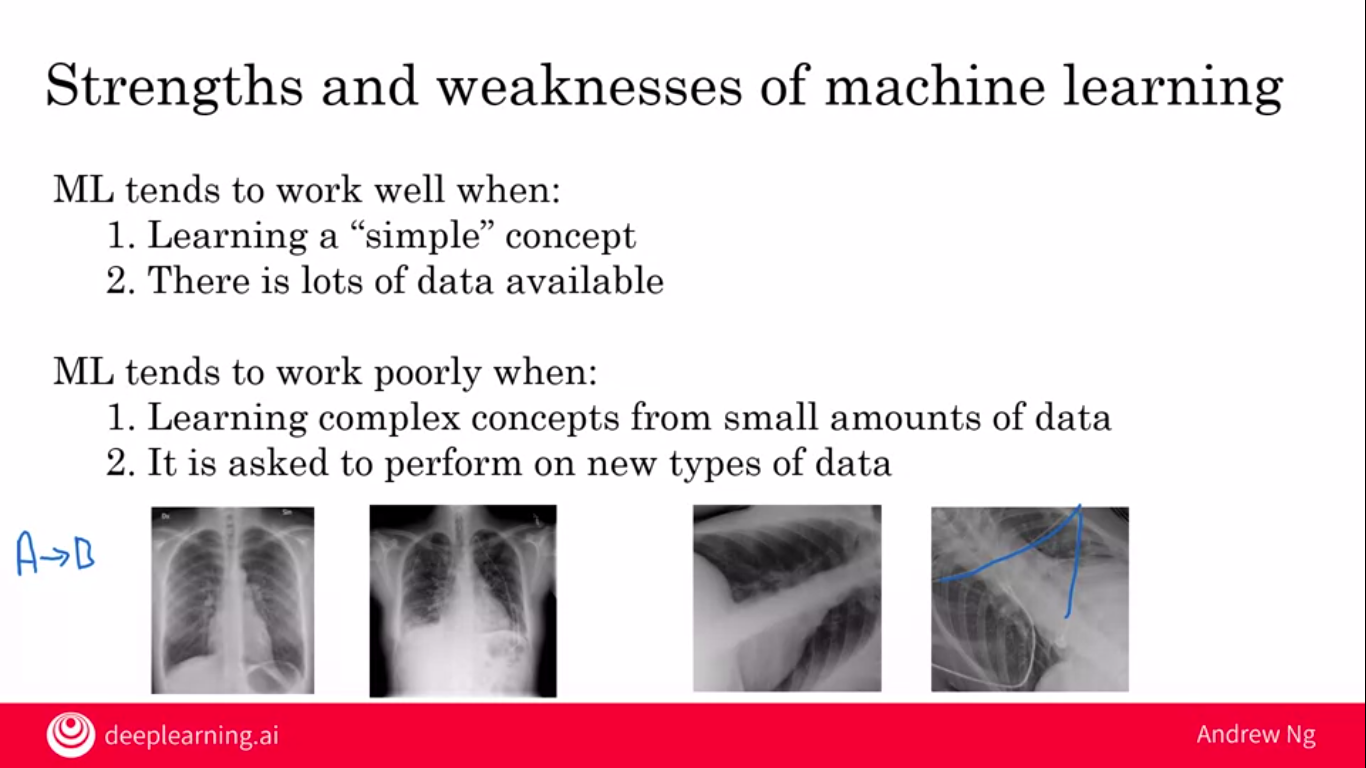 Strengths and weaknesses of machine learning
ML tends to work well when:
1. Learning a “simple” concept
2. There is lots of data available
ML tends to work poorly when:
1. Learning complex concepts from small amounts of data
2. It is asked to perform on new types of data
A→B
deeplearning.ai
Andrew Ng